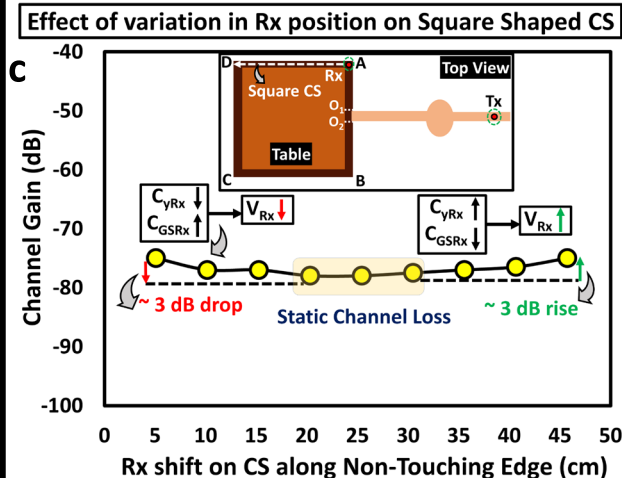 Effect of variation in Rx position on Square Shaped CS
C
Channel Gain (dB)
-40
-50
-60
-70
-80
-90
-100
D
A
Rx
Square CS
O1
O2
Table
C
B
Top View
Tx
CyRx ↓
CGSRx ↑
VRx ↓
CyRx ↑
CGSRx ↓
VRx ↑
~ 3 dB drop
Static Channel Loss
~ 3 dB rise
0 5 10 15 20 25 30 35 40 45 50
Rx shift on CS along Non-Touching Edge (cm)